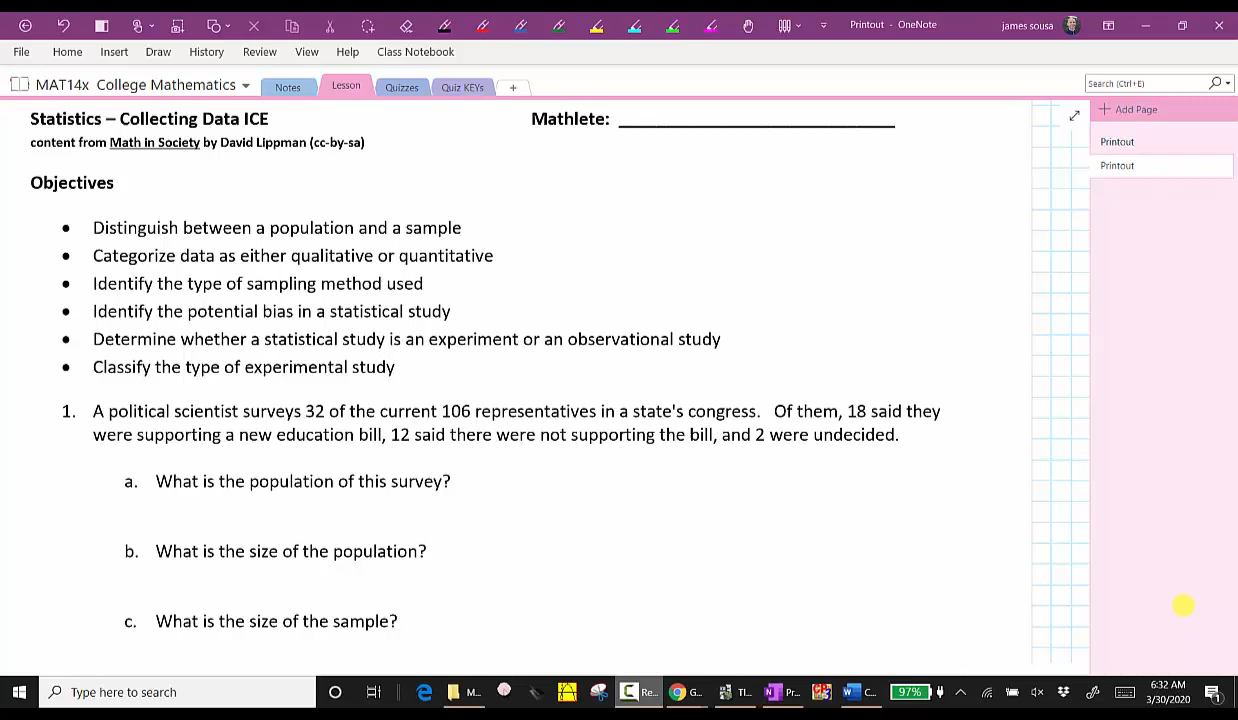 Printout - OneNote
james sousa
File Home Insert Draw History Review View Help Class Notebook
MAT14x College Mathematics
Notes Lesson Quizzes Quiz KEYs +
Search (Ctrl+E)
Add Page
Printout
Printout
Statistics – Collecting Data ICE Mathlete: ____________________________
content from Math in Society by David Lippman (cc-by-sa)
Objectives
• Distinguish between a population and a sample
• Categorize data as either qualitative or quantitative
• Identify the type of sampling method used
• Identify the potential bias in a statistical study
• Determine whether a statistical study is an experiment or an observational study
• Classify the type of experimental study
1. A political scientist surveys 32 of the current 106 representatives in a state's congress. Of them, 18 said they
were supporting a new education bill, 12 said there were not supporting the bill, and 2 were undecided.
a. What is the population of this survey?
b. What is the size of the population?
c. What is the size of the sample?
Type here to search
M... Re... G... TI... Pr... C...
97%
6:32 AM
3/30/2020
1